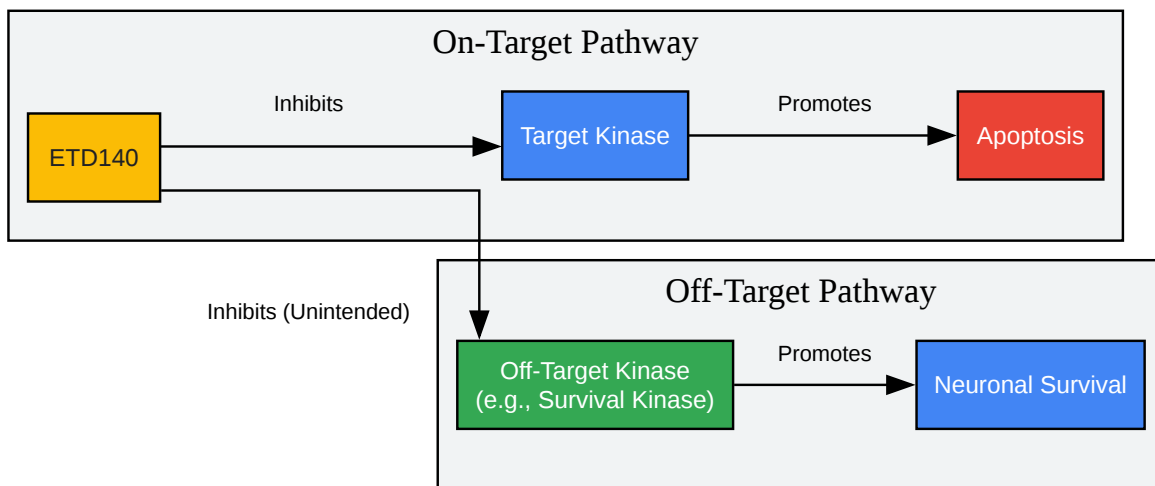 On-Target Pathway
Inhibits
Promotes
ETD140
Target Kinase
Apoptosis
Off-Target Pathway
Inhibits (Unintended)
Promotes
Off-Target Kinase
(e.g., Survival Kinase)
Neuronal Survival